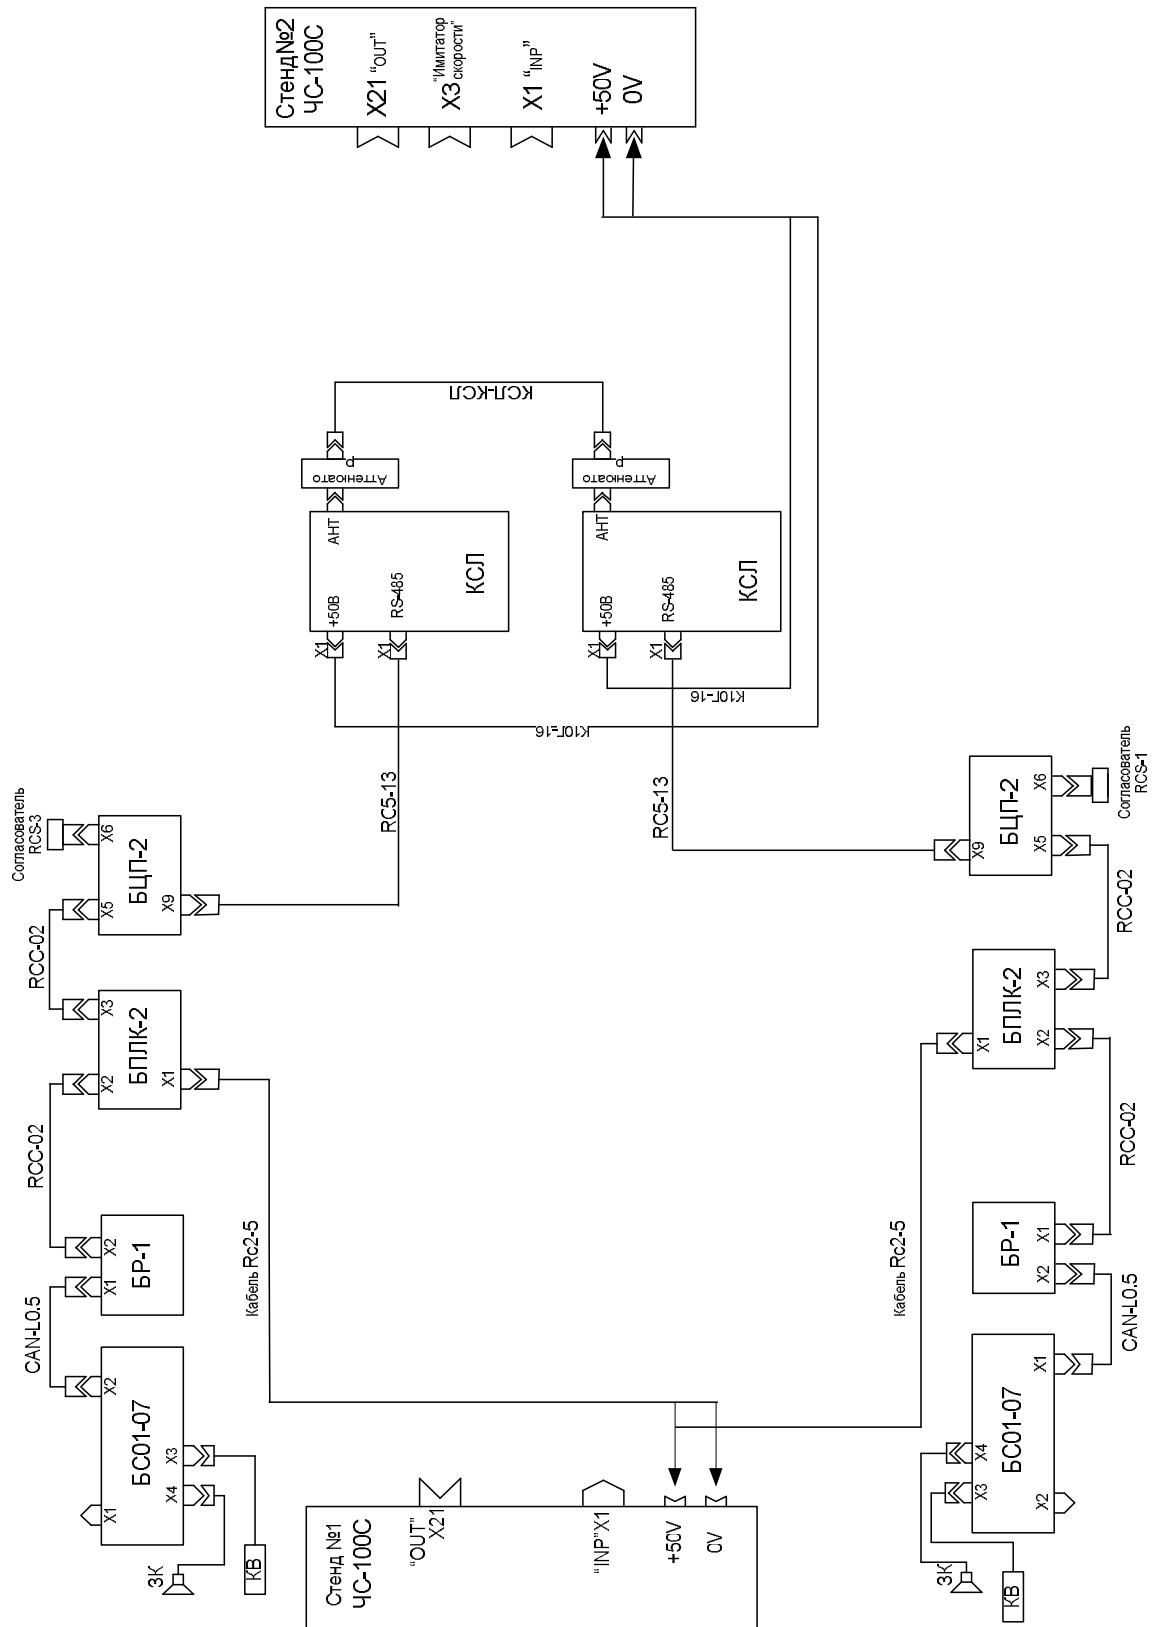 Стенд№2
ЧС-100С
X21 "OUT"
X3 "Имитатор
скорости"
X1 "INP"
+50V
0V
КСЛ-КСЛ
Аттенюато
р
АНТ
+50В
RS-485
КСЛ
X1
X1
Аттенюато
р
АНТ
+50В
RS-485
КСЛ
X1
X1
К10Г-16
К10Г-16
RC5-13
RC5-13
Согласователь
RCS-3
X6
X5
БЦП-2
X9
RCC-02
X3
X2
БПЛК-2
X1
RCC-02
X2
X1
БР-1
CAN-L0.5
X2
X1
БС01-07
X3
X4
ЗК
КВ
Кабель Rc2-5
Согласователь
RCS-1
X6
X5
БЦП-2
X9
RCC-02
X3
X2
БПЛК-2
X1
RCC-02
X1
X2
БР-1
CAN-L0.5
X1
X2
БС01-07
X4
X3
ЗК
КВ
Кабель Rc2-5
Стенд №1
ЧС-100С
"OUT"
X21
"INP"X1
+50V
0V